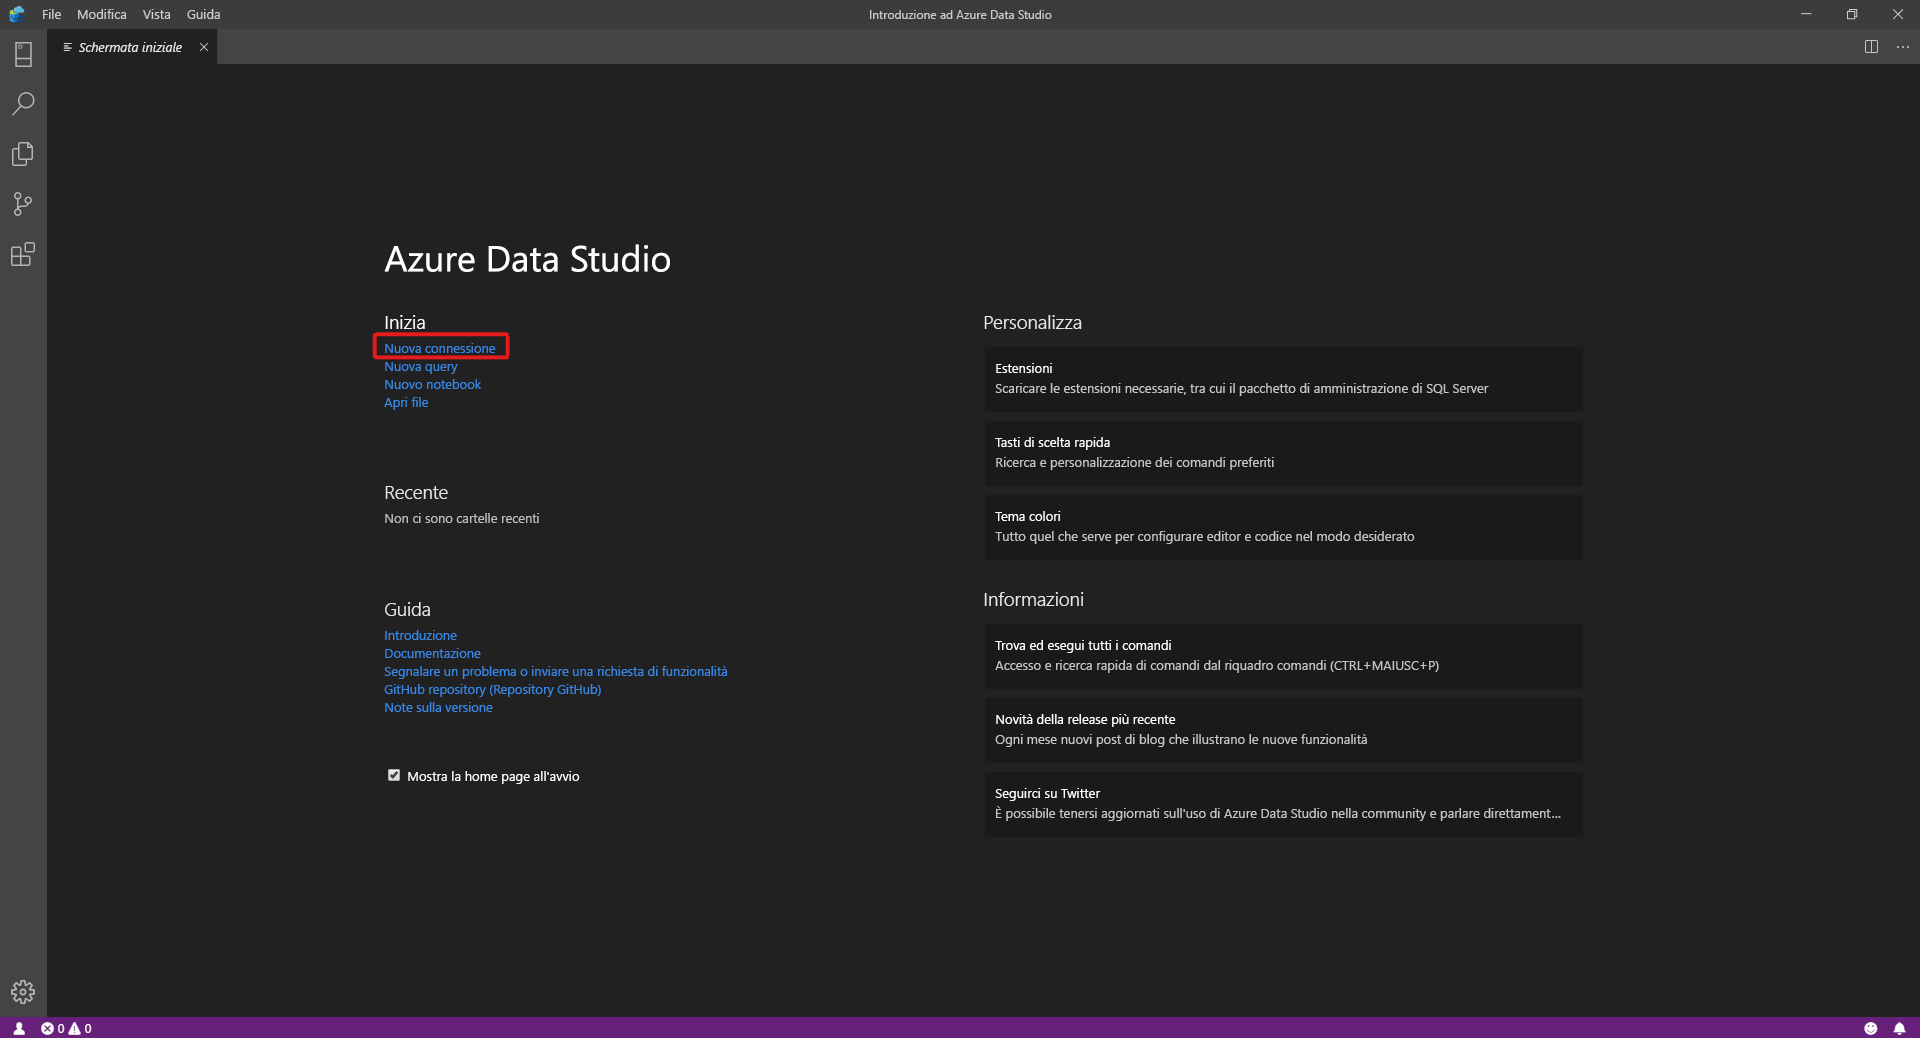 File Modifica Vista Guida
Introduzione ad Azure Data Studio
Schermata iniziale
Azure Data Studio
Inizia
Nuova connessione
Nuova query
Nuovo notebook
Apri file
Recente
Non ci sono cartelle recenti
Guida
Introduzione
Documentazione
Segnalare un problema o inviare una richiesta di funzionalità
GitHub repository (Repository GitHub)
Note sulla versione
Mostra la home page all'avvio
Personalizza
Estensioni
Scaricare le estensioni necessarie, tra cui il pacchetto di amministrazione di SQL Server
Tasti di scelta rapida
Ricerca e personalizzazione dei comandi preferiti
Tema colori
Tutto quel che serve per configurare editor e codice nel modo desiderato
Informazioni
Trova ed esegui tutti i comandi
Accesso e ricerca rapida di comandi dal riquadro comandi (CTRL+MAIUSC+P)
Novità della release più recente
Ogni mese nuovi post di blog che illustrano le nuove funzionalità
Seguirci su Twitter
È possibile tenersi aggiornati sull'uso di Azure Data Studio nella community e parlare direttament...
0 0